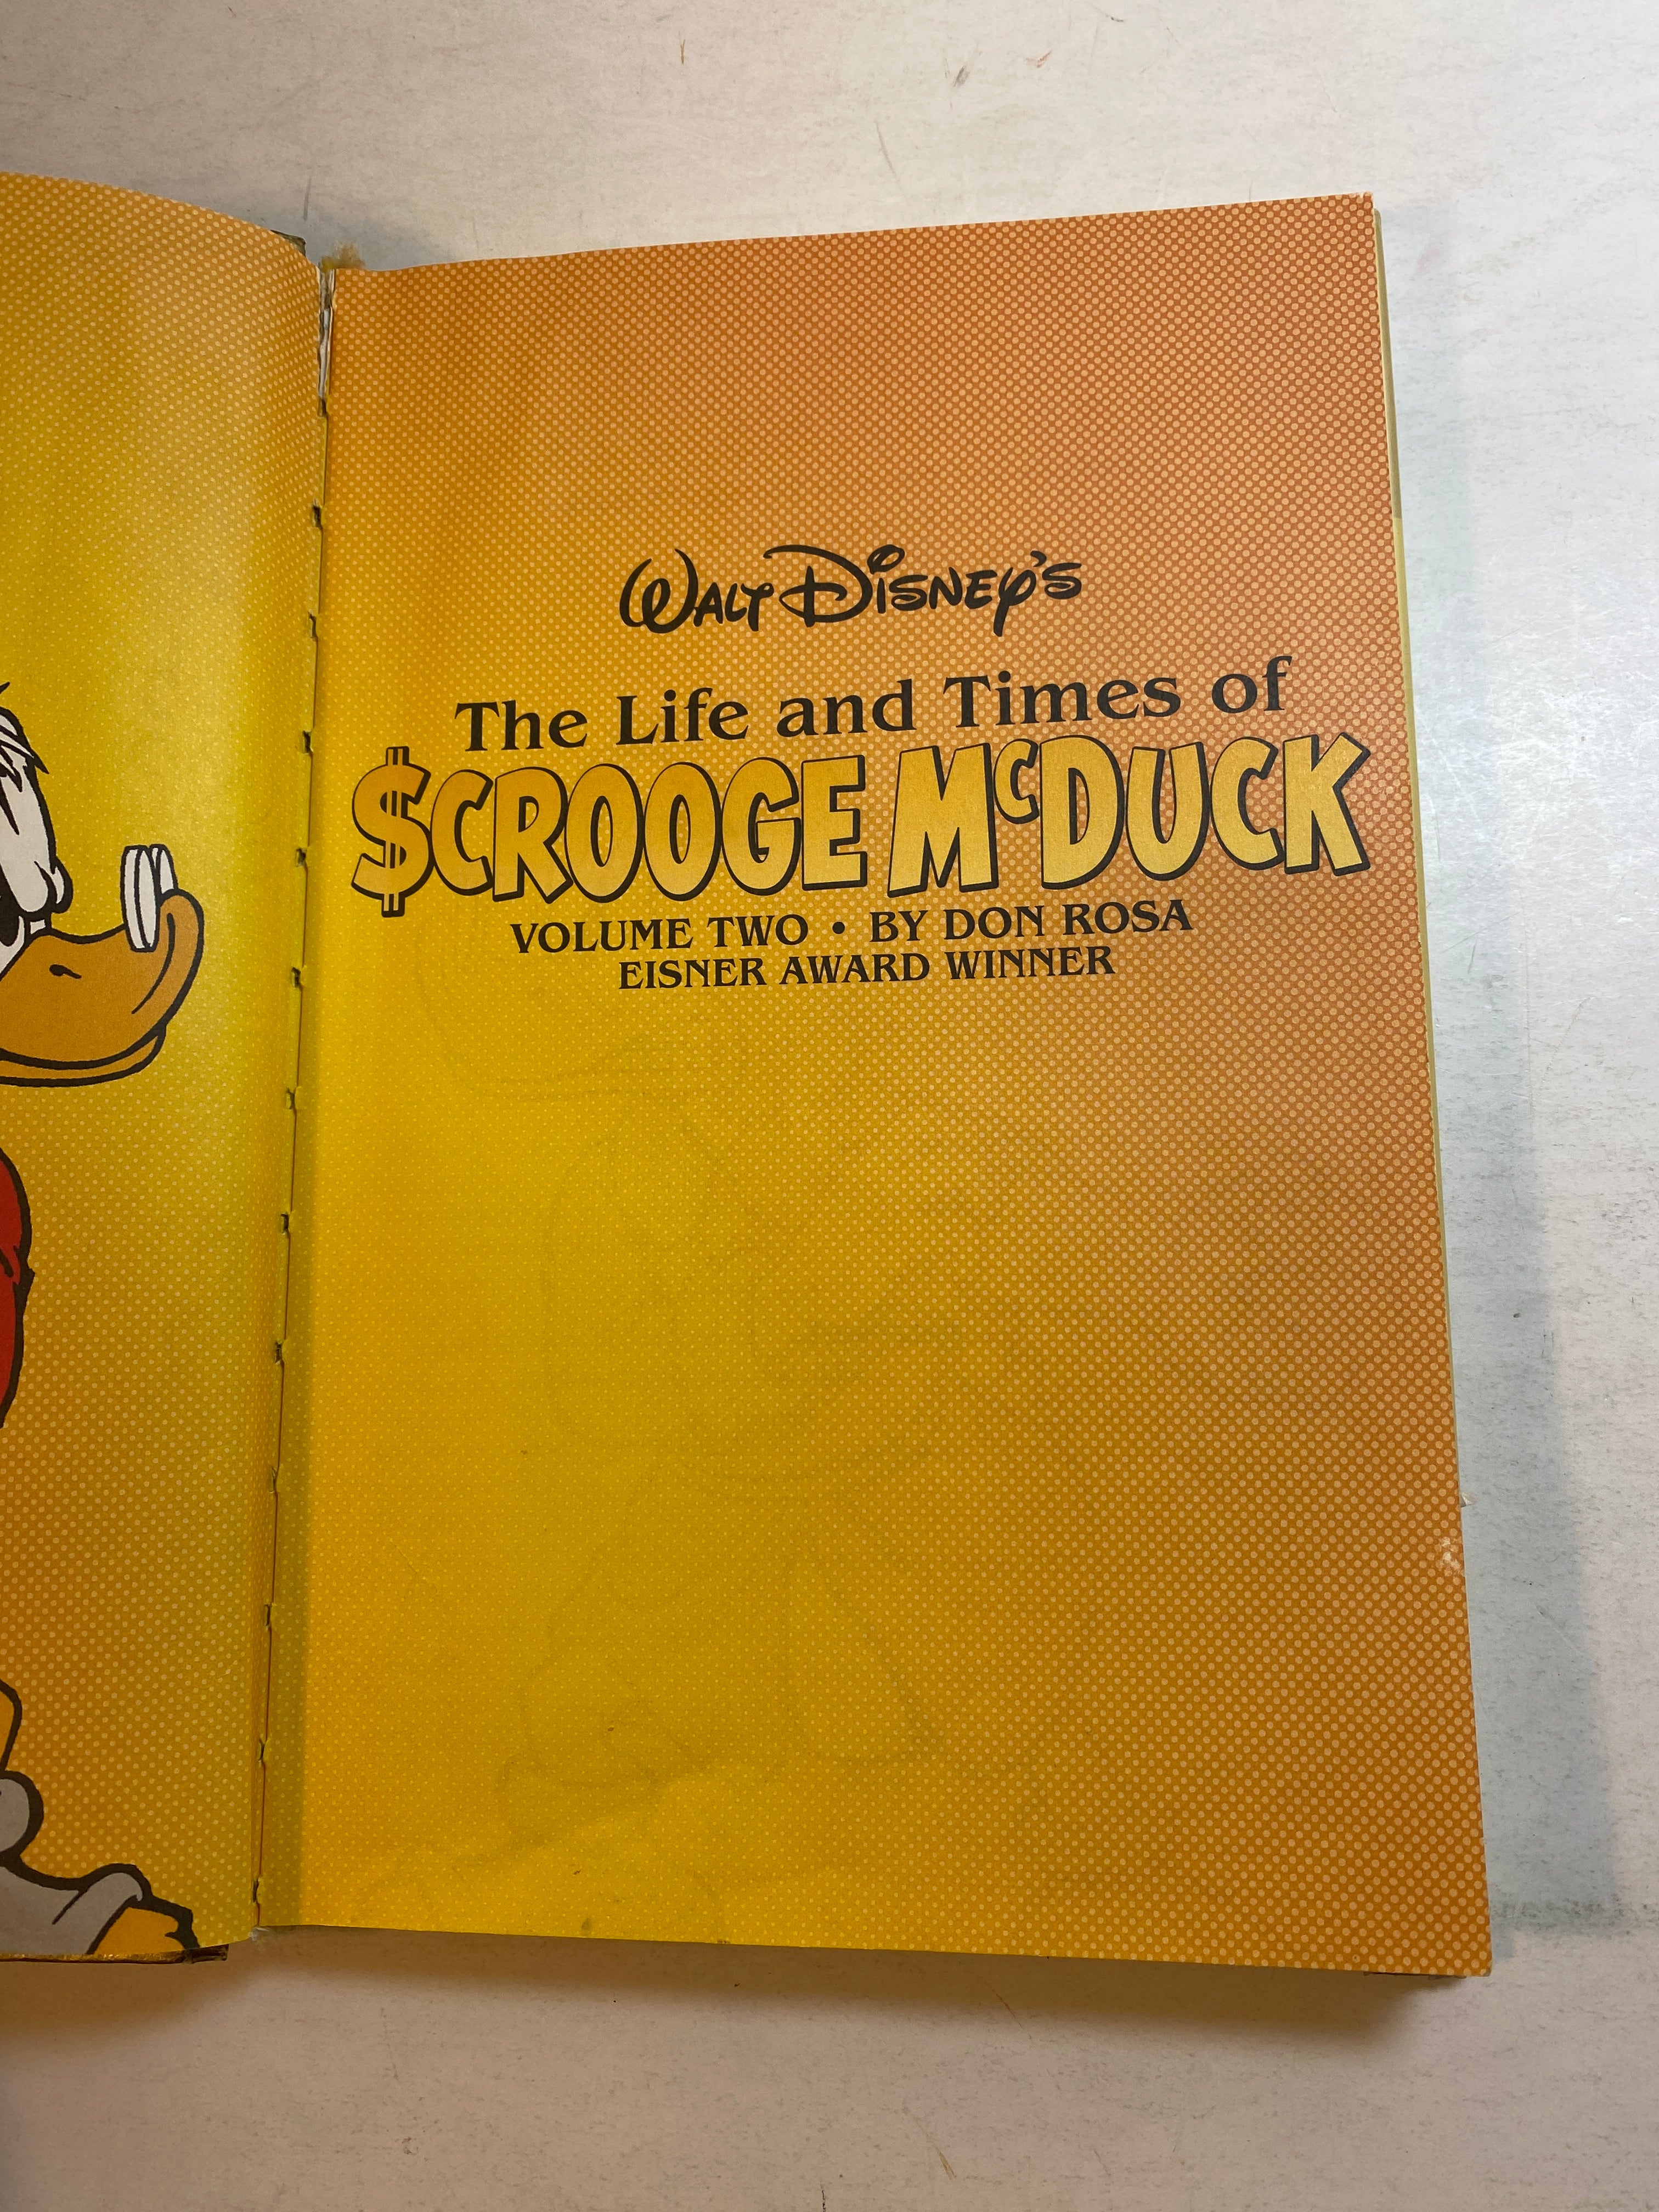 Walt Disney's
The Life and Times of
$CROOGE McDUCK
VOLUME TWO • BY DON ROSA
EISNER AWARD WINNER